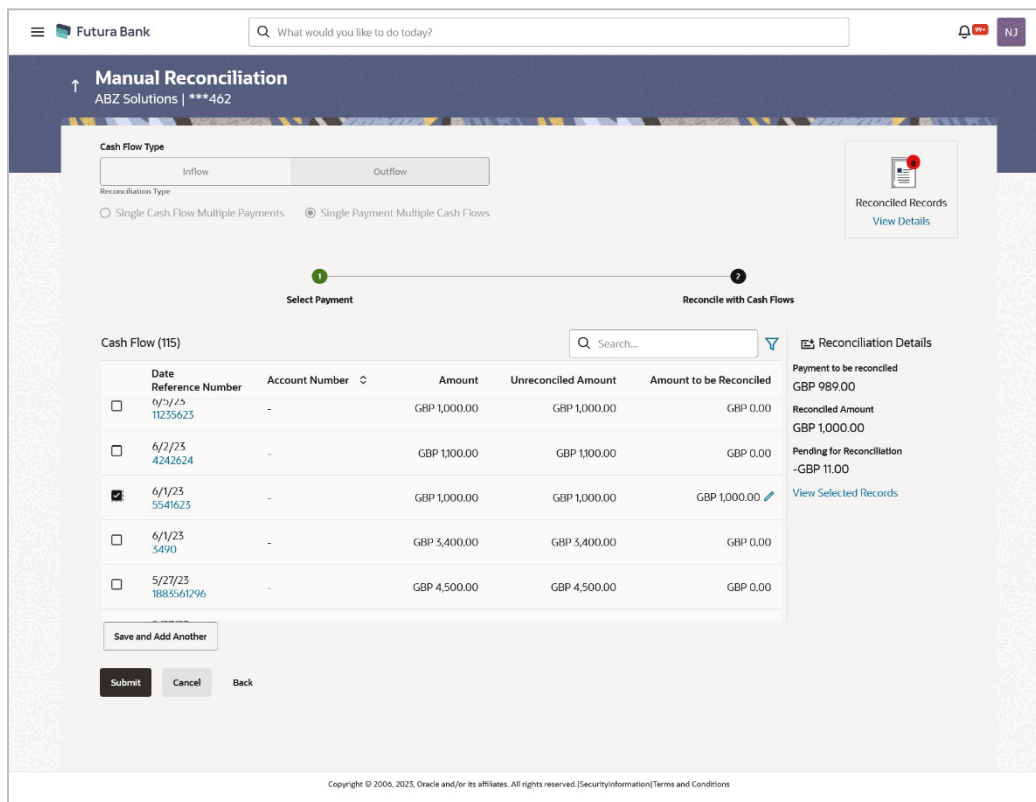 Futura Bank
What would you like to do today?
99+
NJ
Manual Reconciliation
ABZ Solutions | ***462
Cash Flow Type
Inflow Outflow
Reconciliation Type
Single Cash Flow Multiple Payments Single Payment Multiple Cash Flows
0
Reconciled Records
View Details
1 2
Select Payment Reconcile with Cash Flows
Cash Flow (115) Search...
Date
Reference Number Account Number Amount Unreconciled Amount Amount to be Reconciled
6/5/23
11235623 - GBP 1,000.00 GBP 1,000.00 GBP 0.00
6/2/23
4242624 - GBP 1,100.00 GBP 1,100.00 GBP 0.00
6/1/23
5541623 - GBP 1,000.00 GBP 1,000.00 GBP 1,000.00
6/1/23
3490 - GBP 3,400.00 GBP 3,400.00 GBP 0.00
5/27/23
1883561296 - GBP 4,500.00 GBP 4,500.00 GBP 0.00
Reconciliation Details
Payment to be reconciled
GBP 989.00
Reconciled Amount
GBP 1,000.00
Pending for Reconciliation
-GBP 11.00
View Selected Records
Save and Add Another
Submit Cancel Back
Copyright © 2006, 2023, Oracle and/or its affiliates. All rights reserved.|SecurityInformation|Terms and Conditions